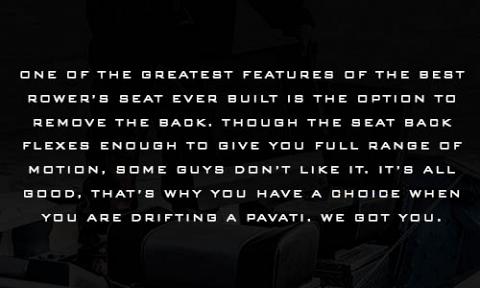 ONE OF THE GREATEST FEATURES OF THE BEST
ROWER'S SEAT EVER BUILT IS THE OPTION TO
REMOVE THE BACK. THOUGH THE SEAT BACK
FLEXES ENOUGH TO GIVE YOU FULL RANGE OF
MOTION, SOME GUYS DON'T LIKE IT. IT'S ALL
GOOD, THAT'S WHY YOU HAVE A CHOICE WHEN
YOU ARE DRIFTING A PAVATI. WE GOT YOU.